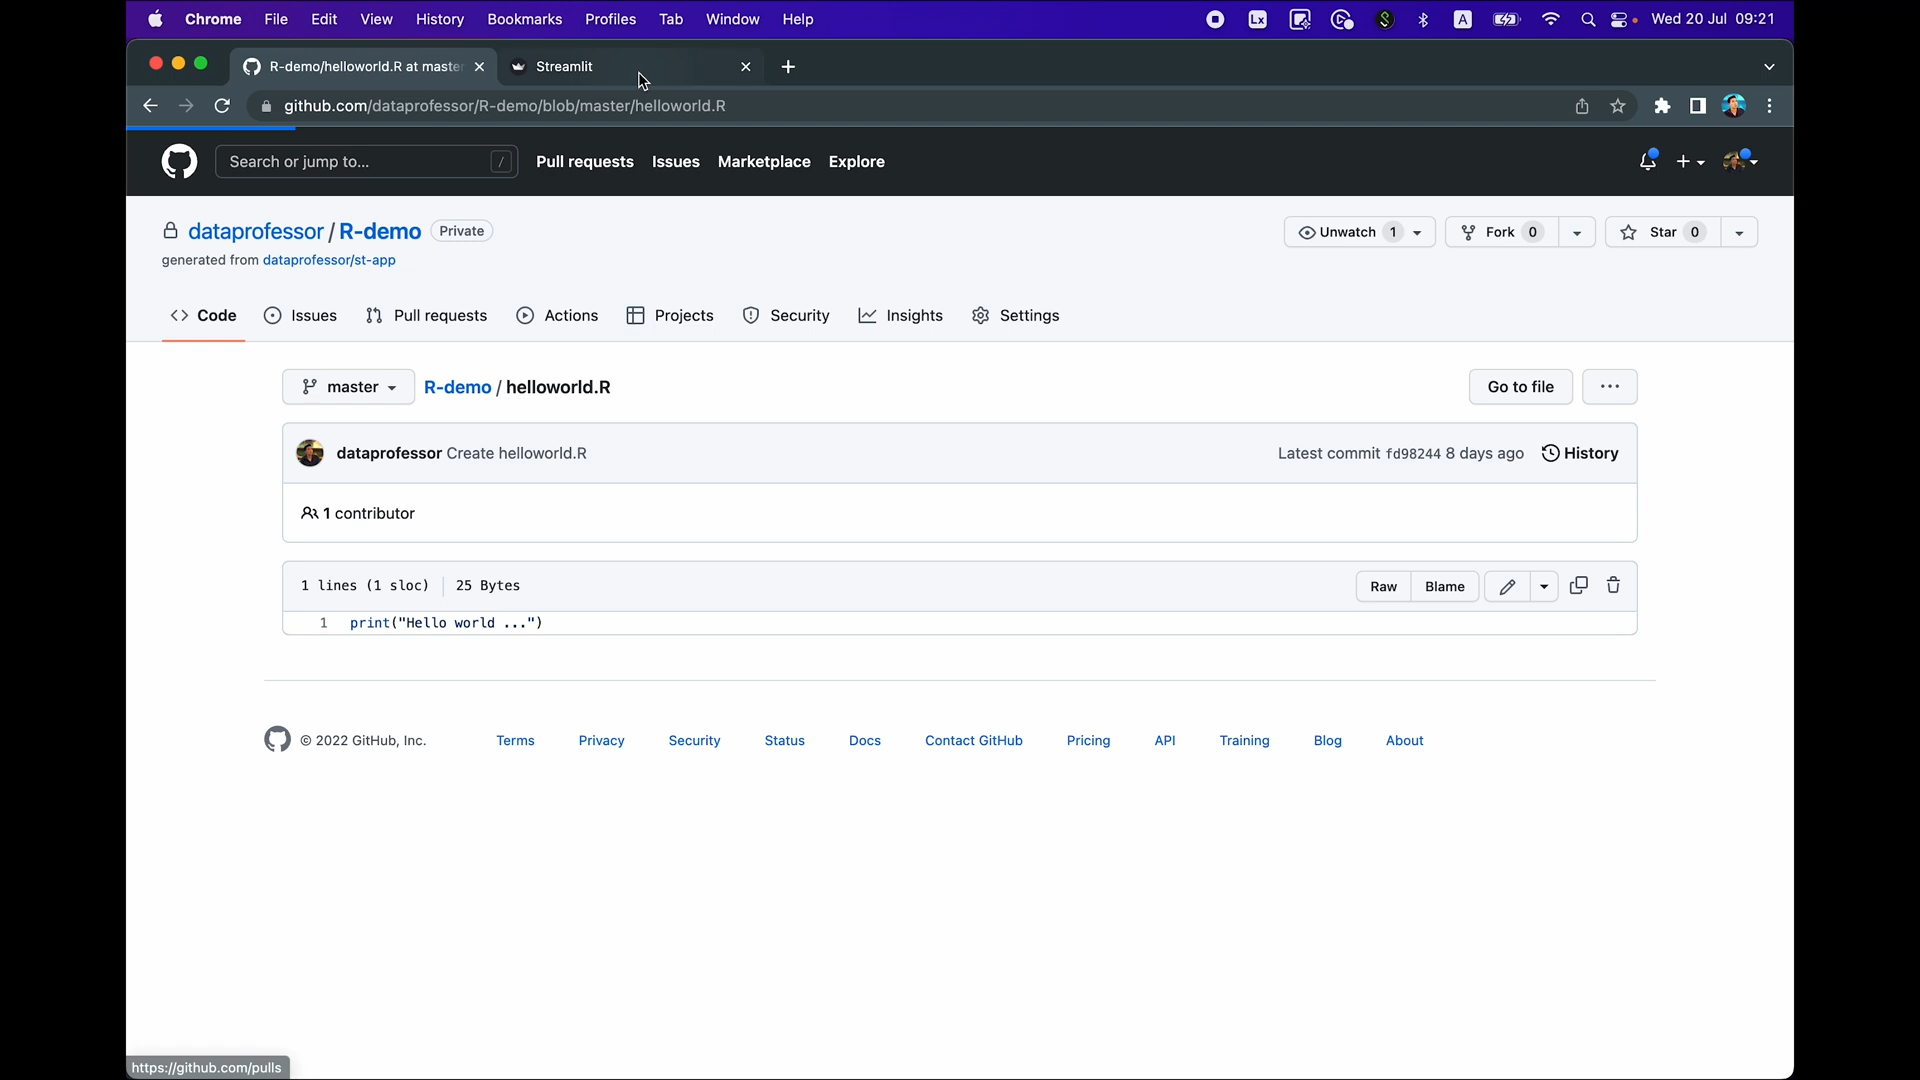 Chrome File Edit View History Bookmarks Profiles Tab Window Help Lx A Wed 20 Jul 09:21
R-demo/helloworld.R at master Streamlit
github.com/dataprofessor/R-demo/blob/master/helloworld.R
Search or jump to... / Pull requests Issues Marketplace Explore
dataprofessor / R-demo Private Unwatch 1 Fork 0 Star 0
generated from dataprofessor/st-app
Code Issues Pull requests Actions Projects Security Insights Settings
master R-demo / helloworld.R Go to file ...
dataprofessor Create helloworld.R Latest commit fd98244 8 days ago History
1 contributor
1 lines (1 sloc) 25 Bytes Raw Blame
1 print("Hello world ...")
© 2022 GitHub, Inc. Terms Privacy Security Status Docs Contact GitHub Pricing API Training Blog About
https://github.com/pulls